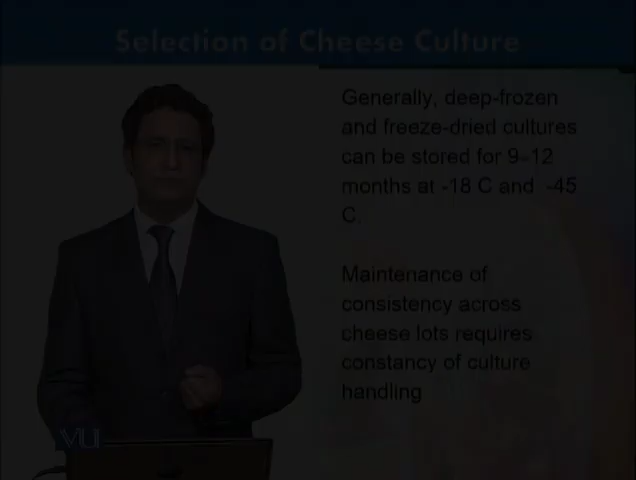 Selection of Cheese Culture
Generally, deep-frozen
and freeze-dried cultures
can be stored for 9–12
months at -18 C and -45
C.
Maintenance of
consistency across
cheese lots requires
constancy of culture
handling
VU